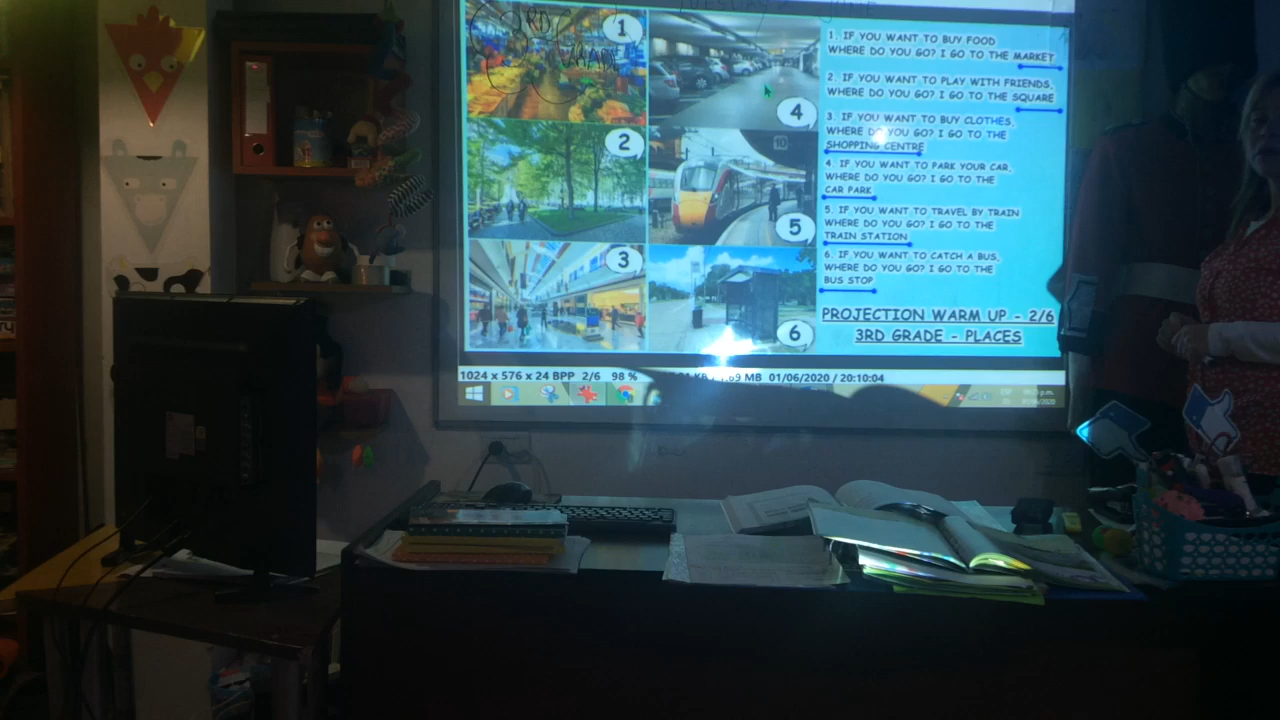 3RD
GRADE
1
2
3
4
5
6
10
1. IF YOU WANT TO BUY FOOD
WHERE DO YOU GO? I GO TO THE MARKET
2. IF YOU WANT TO PLAY WITH FRIENDS,
WHERE DO YOU GO? I GO TO THE SQUARE
3. IF YOU WANT TO BUY CLOTHES,
WHERE DO YOU GO? I GO TO THE
SHOPPING CENTRE
4. IF YOU WANT TO PARK YOUR CAR,
WHERE DO YOU GO? I GO TO THE
CAR PARK
5. IF YOU WANT TO TRAVEL BY TRAIN
WHERE DO YOU GO? I GO TO THE
TRAIN STATION
6. IF YOU WANT TO CATCH A BUS,
WHERE DO YOU GO? I GO TO THE
BUS STOP
PROJECTION WARM UP - 2/6
3RD GRADE - PLACES
1024 x 576 x 24 BPP 2/6 98 % MB 01/06/2020 / 20:10:04